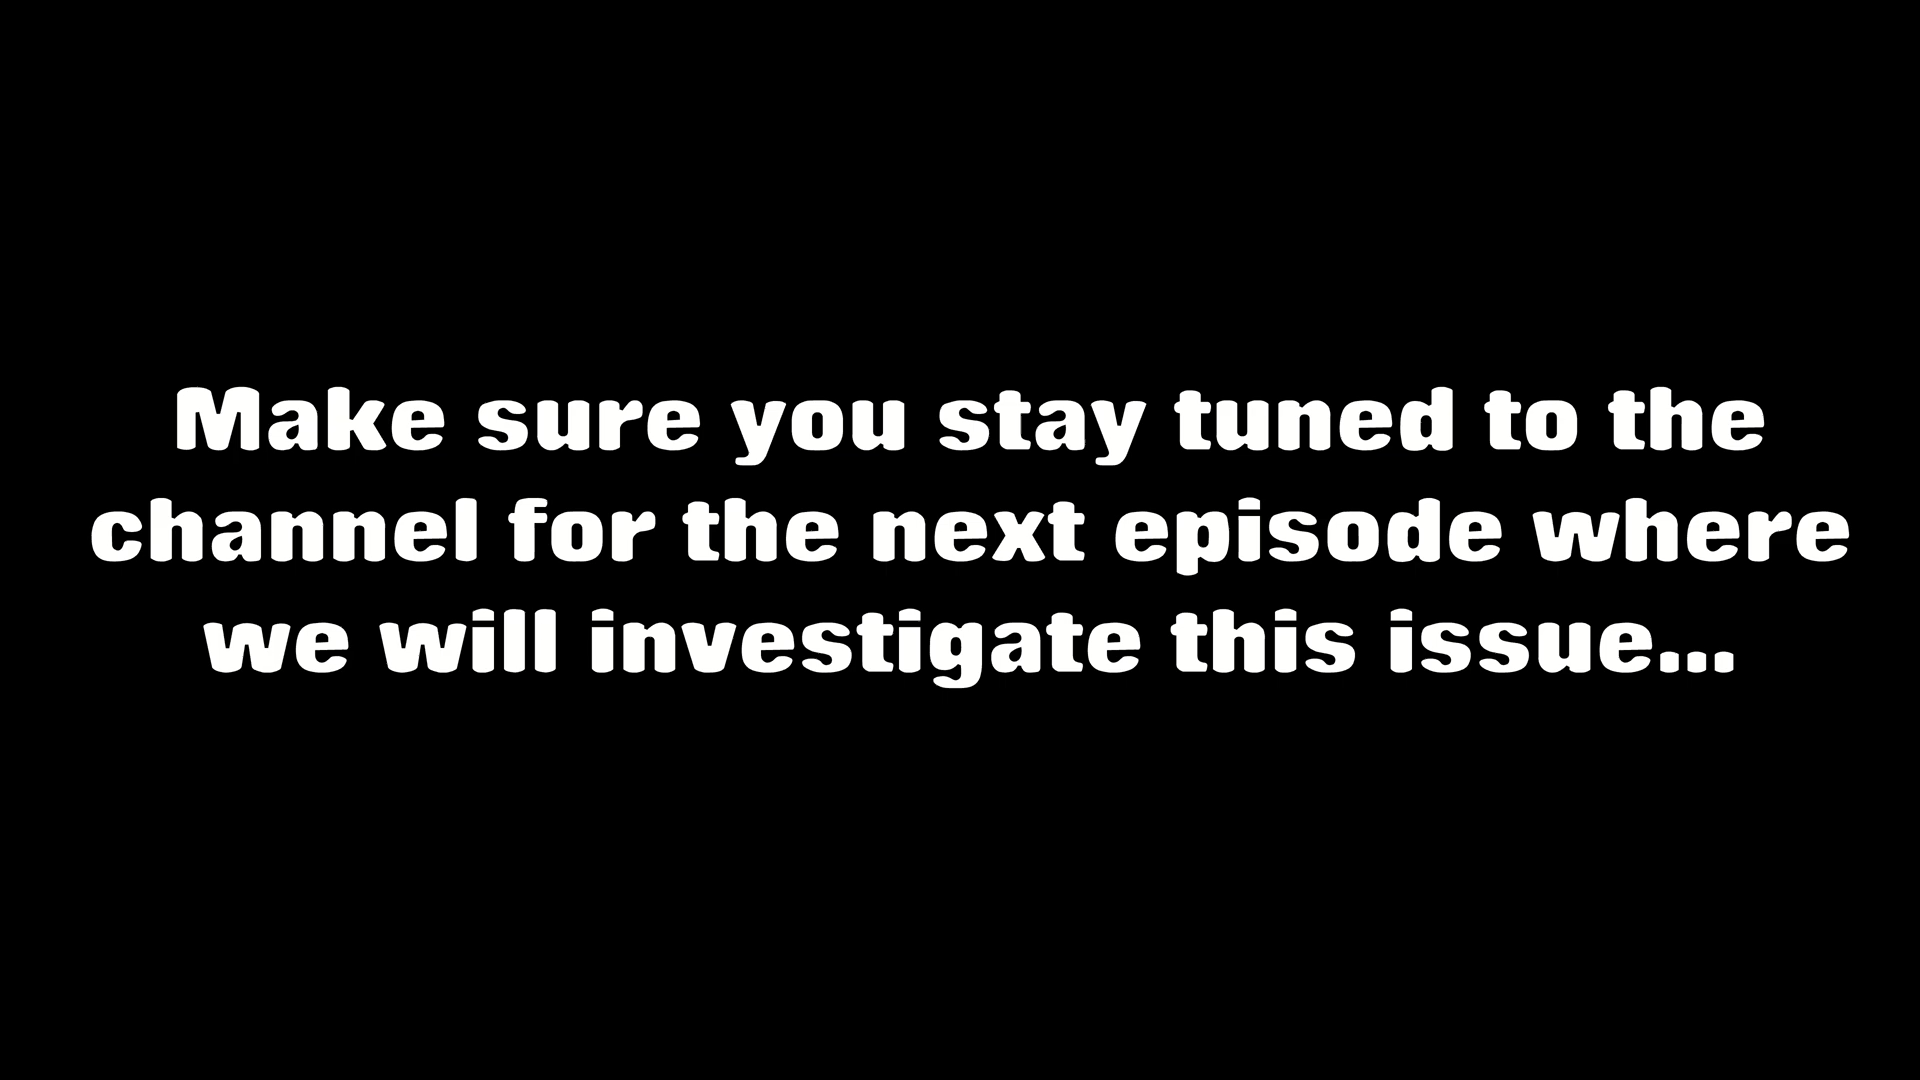 Make sure you stay tuned to the
channel for the next episode where
we will investigate this issue...